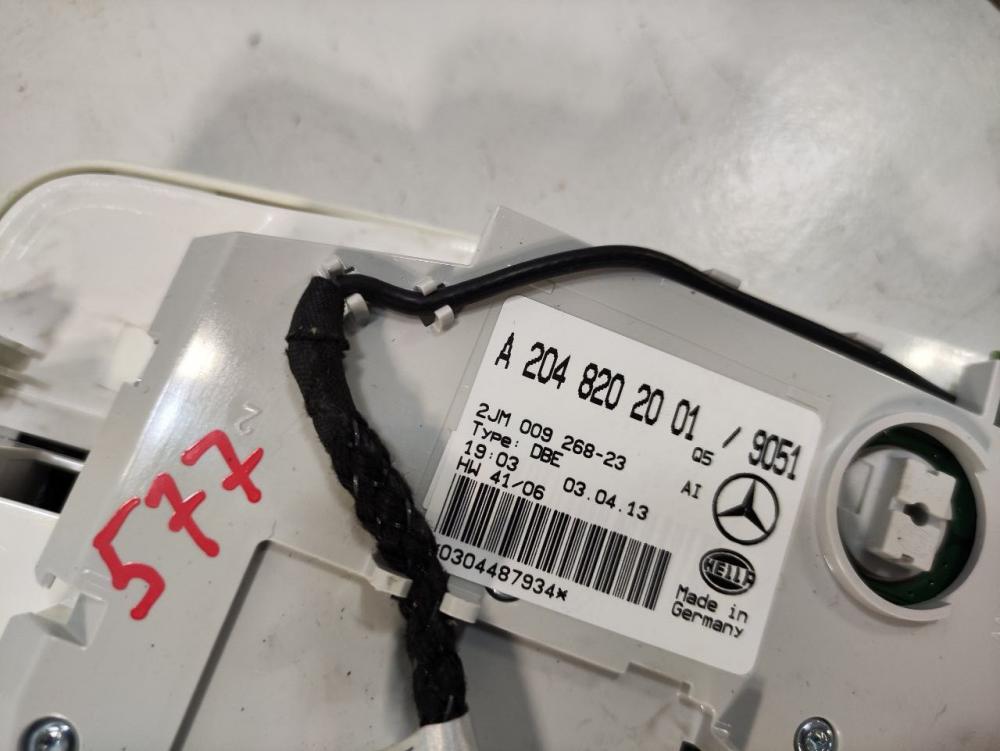 A 204 820 20 01 / 9051
2JM 009 268-23 Q5
Type: DBE AI
19:03 03.04.13
HW 41/06
*0304487934*
HELLA
Made in
Germany
577
2